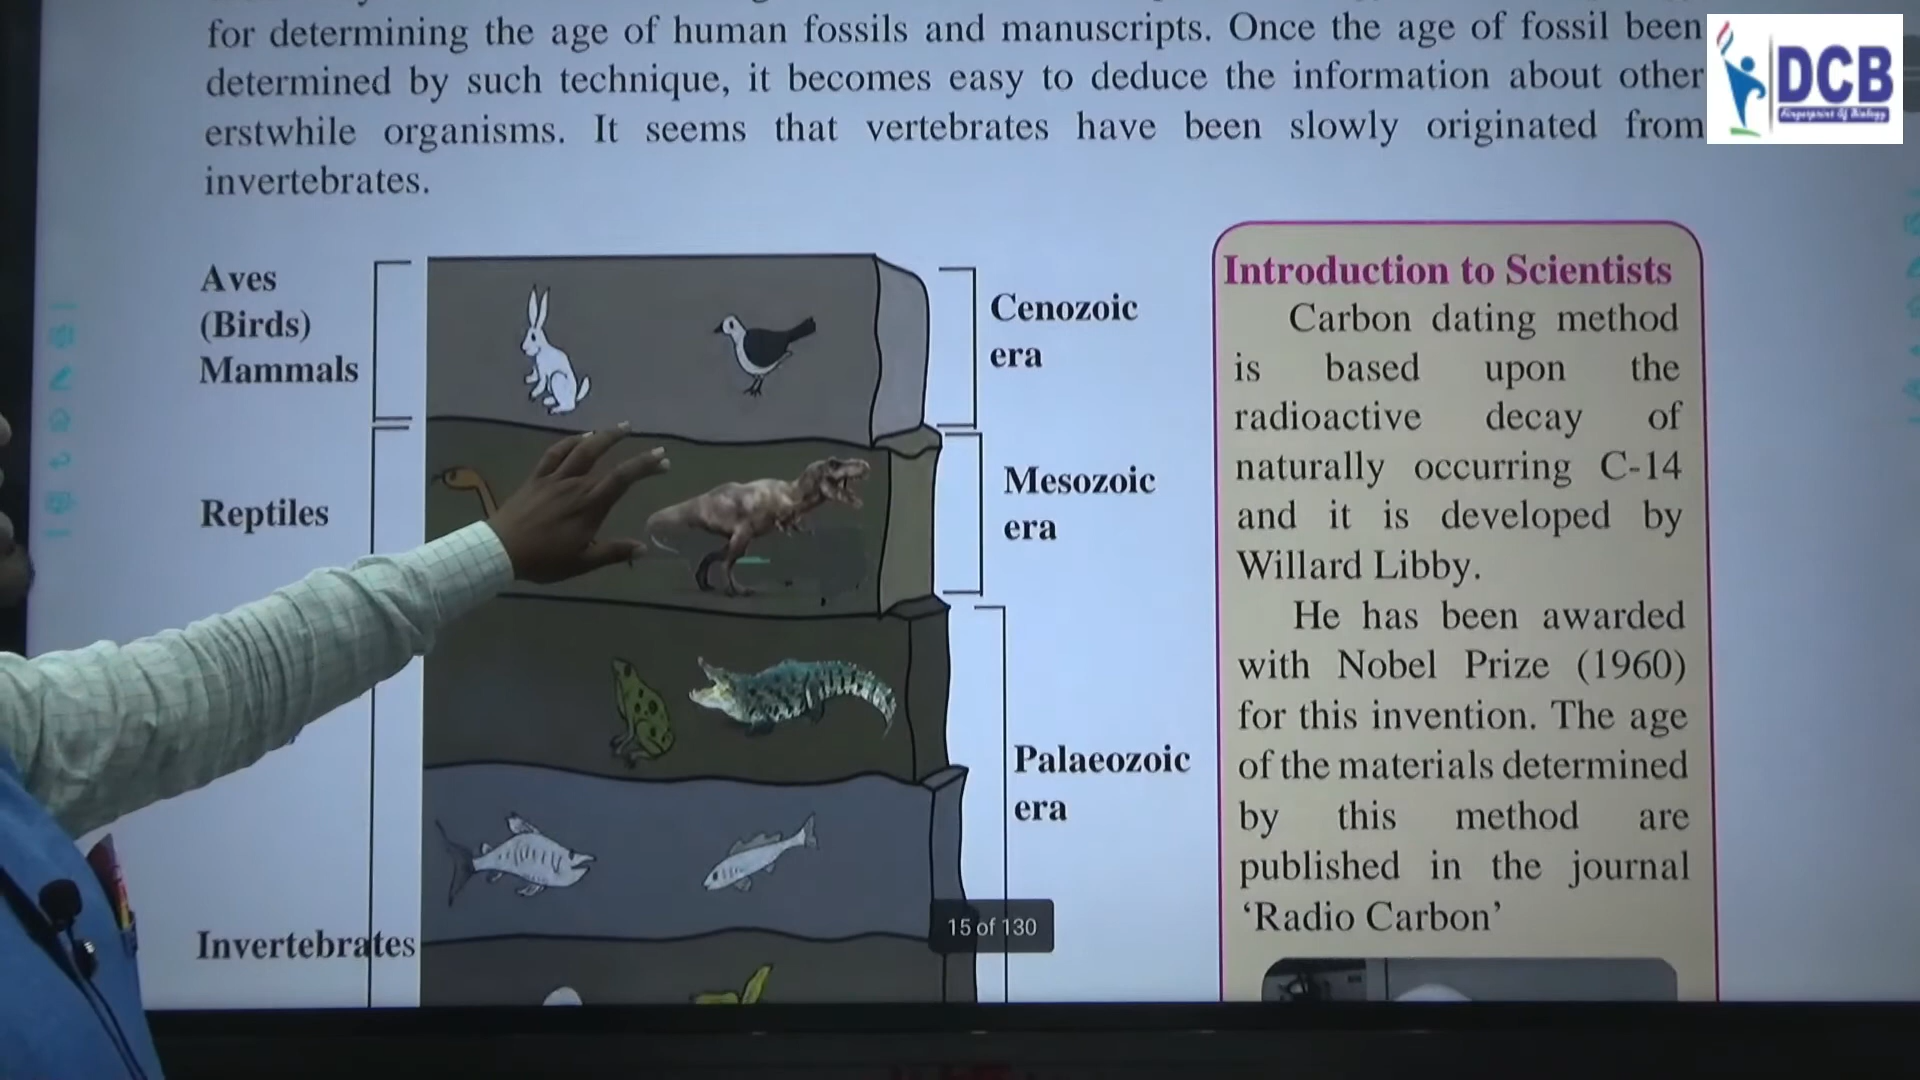 for determining the age of human fossils and manuscripts. Once the age of fossil been
determined by such technique, it becomes easy to deduce the information about other
erstwhile organisms. It seems that vertebrates have been slowly originated from
invertebrates.
DCB
Fingerprint Of Biology
Aves
(Birds)
Mammals
Reptiles
Invertebrates
Cenozoic
era
Mesozoic
era
Palaeozoic
era
15 of 130
Introduction to Scientists
Carbon dating method
is based upon the
radioactive decay of
naturally occurring C-14
and it is developed by
Willard Libby.
He has been awarded
with Nobel Prize (1960)
for this invention. The age
of the materials determined
by this method are
published in the journal
‘Radio Carbon’